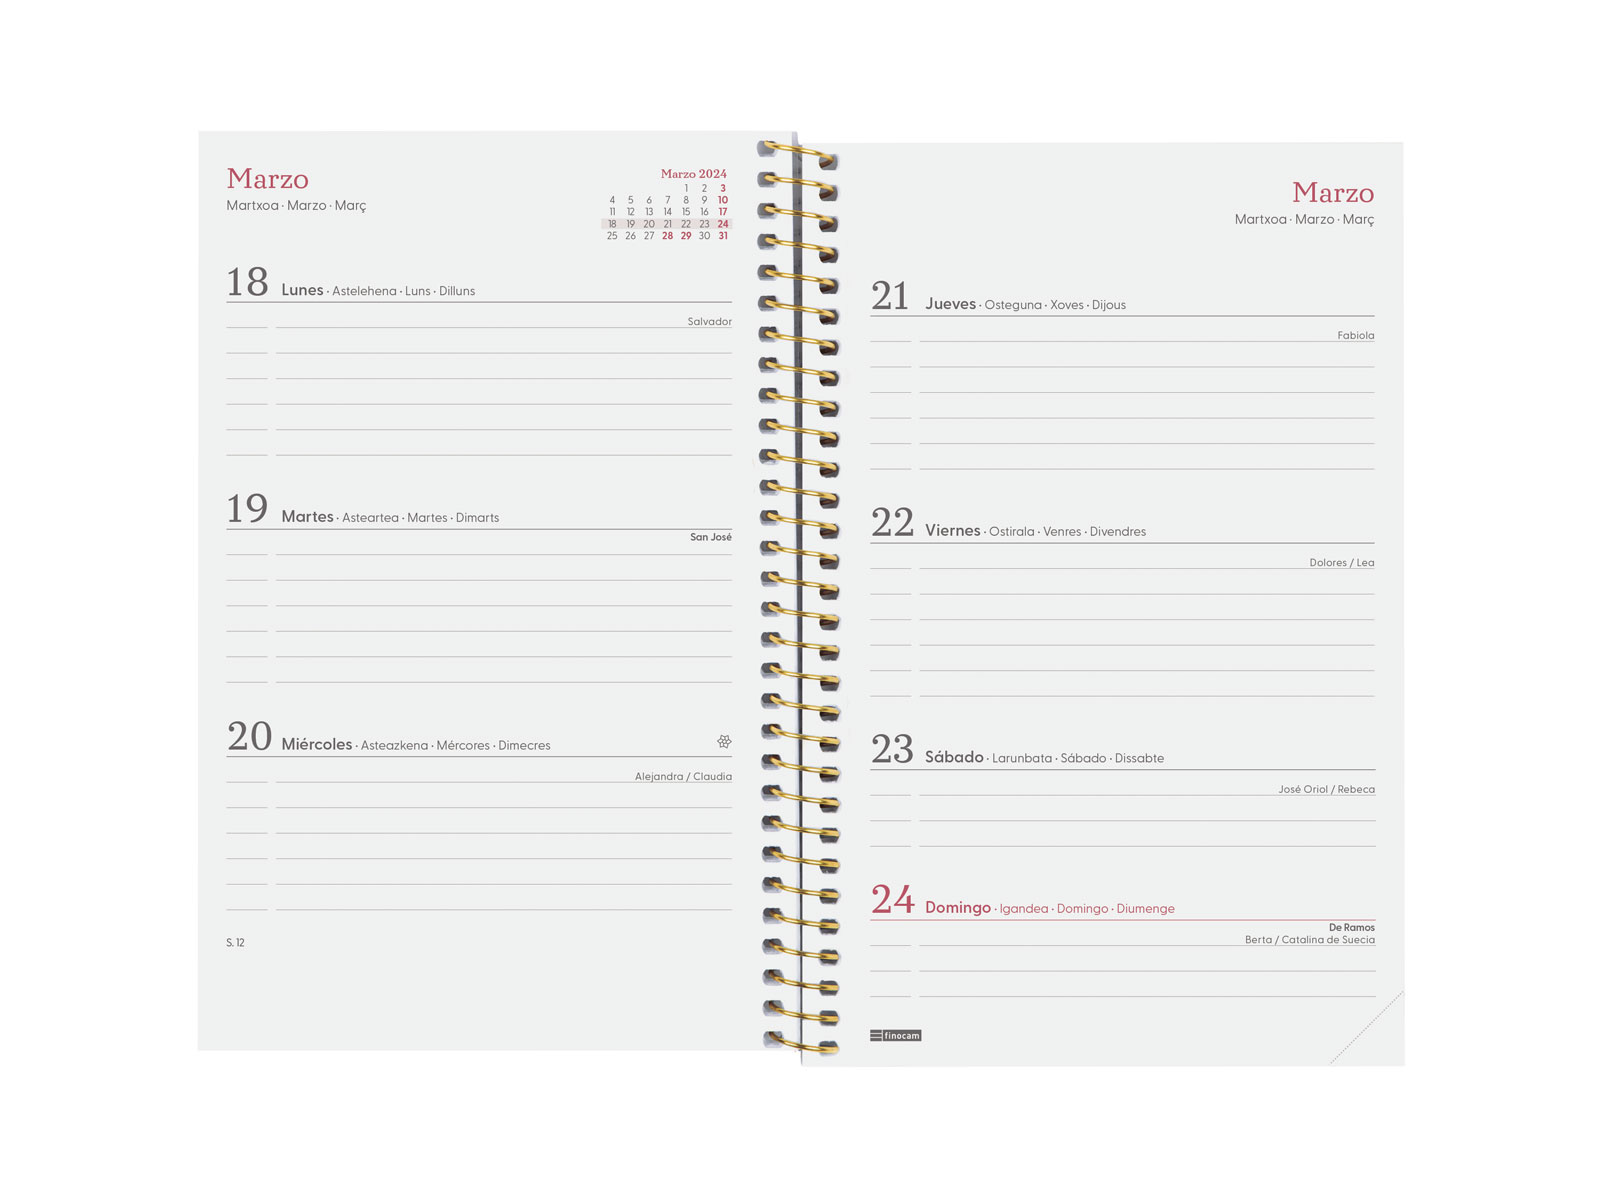 Marzo
Martxoa · Marzo · Març
Marzo 2024
1 2 3
4 5 6 7 8 9 10
11 12 13 14 15 16 17
18 19 20 21 22 23 24
25 26 27 28 29 30 31
18 Lunes · Astelehena · Luns · Dilluns
Salvador
19 Martes · Asteartea · Martes · Dimarts
San José
20 Miércoles · Asteazkena · Mércores · Dimecres
Alejandra / Claudia
S. 12
Marzo
Martxoa · Marzo · Març
21 Jueves · Osteguna · Xoves · Dijous
Fabiola
22 Viernes · Ostirala · Venres · Divendres
Dolores / Lea
23 Sábado · Larunbata · Sábado · Dissabte
José Oriol / Rebeca
24 Domingo · Igandea · Domingo · Diumenge
De Ramos
Berta / Catalina de Suecia
finocam